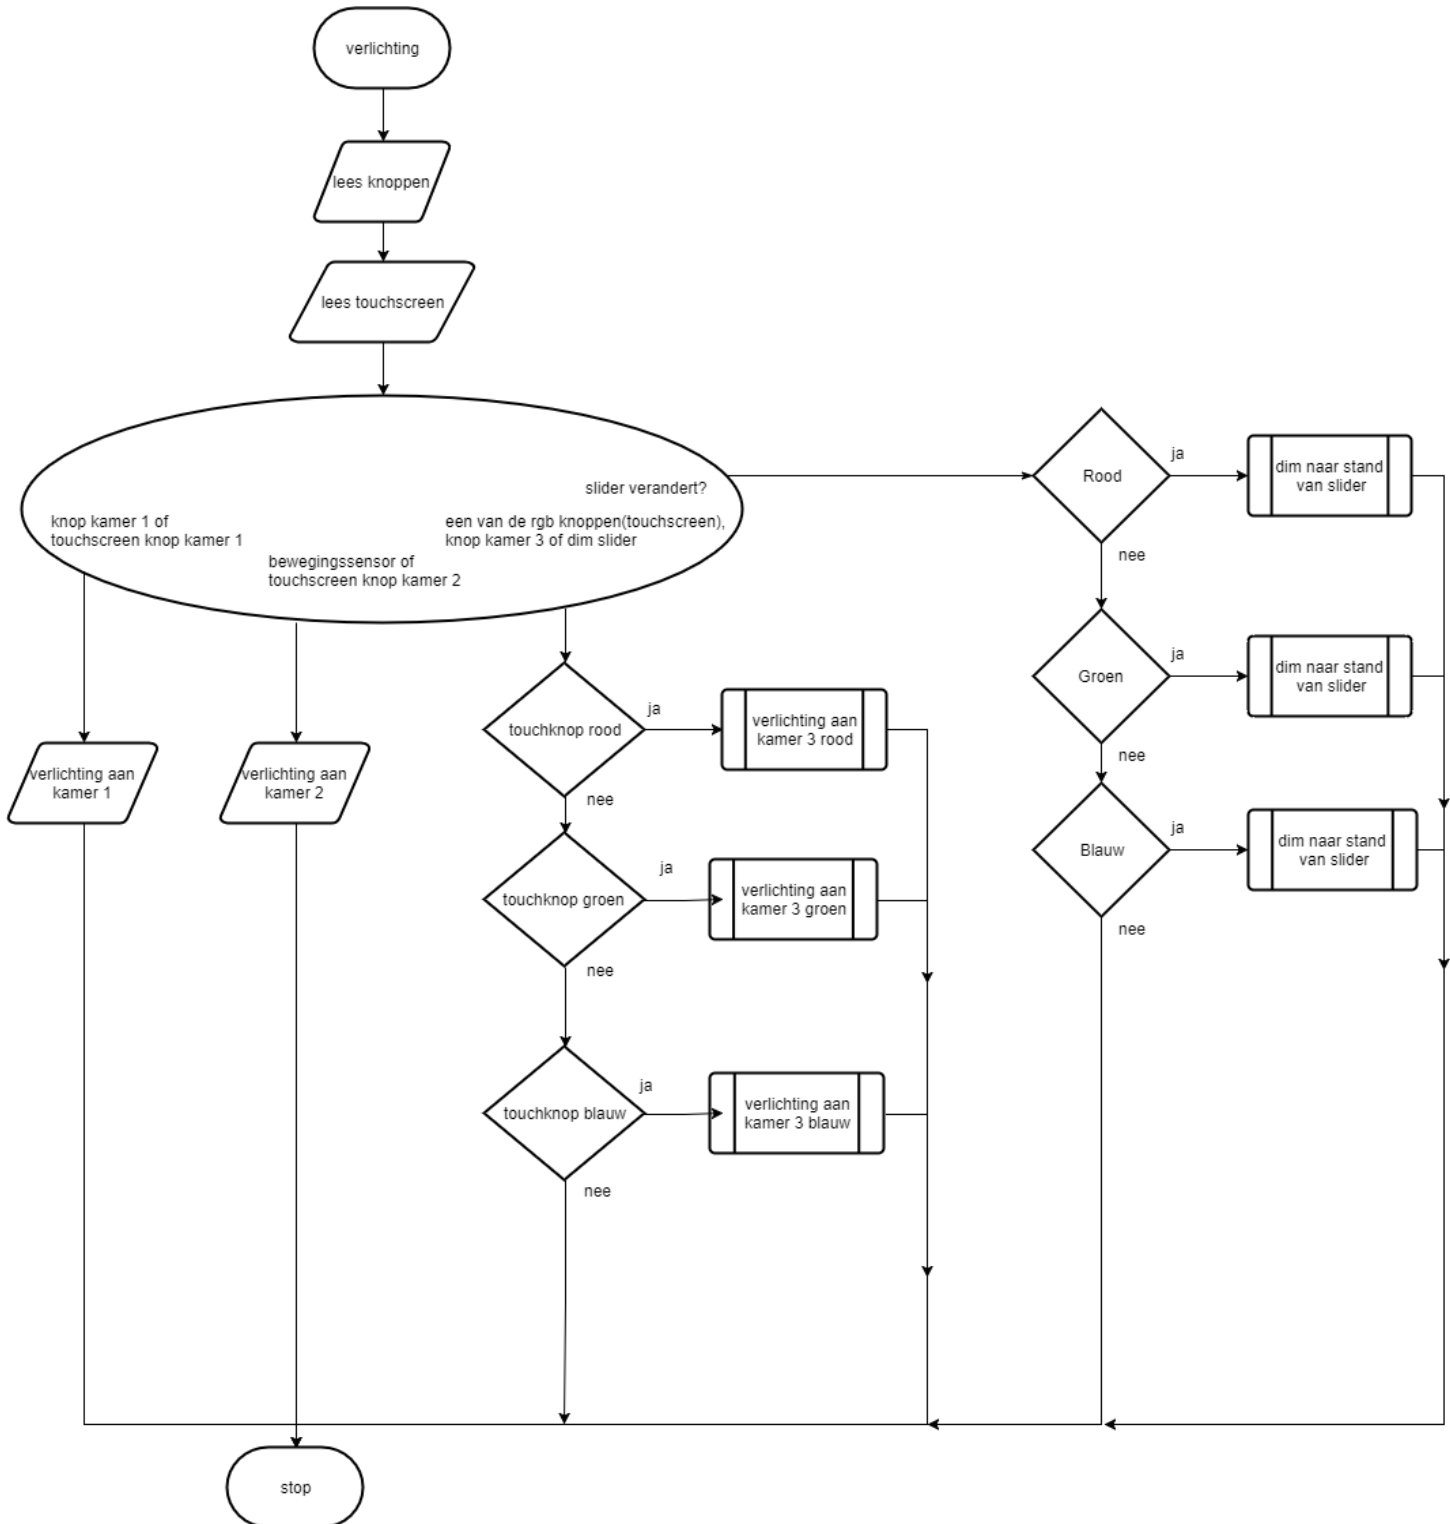 verlichting
lees knoppen
lees touchscreen
slider verandert?
knop kamer 1 of
touchscreen knop kamer 1
een van de rgb knoppen(touchscreen),
knop kamer 3 of dim slider
bewegingssensor of
touchscreen knop kamer 2
Rood
ja
dim naar stand
van slider
nee
Groen
ja
dim naar stand
van slider
nee
Blauw
ja
dim naar stand
van slider
nee
verlichting aan
kamer 1
verlichting aan
kamer 2
touchknop rood
ja
verlichting aan
kamer 3 rood
nee
touchknop groen
ja
verlichting aan
kamer 3 groen
nee
touchknop blauw
ja
verlichting aan
kamer 3 blauw
nee
stop